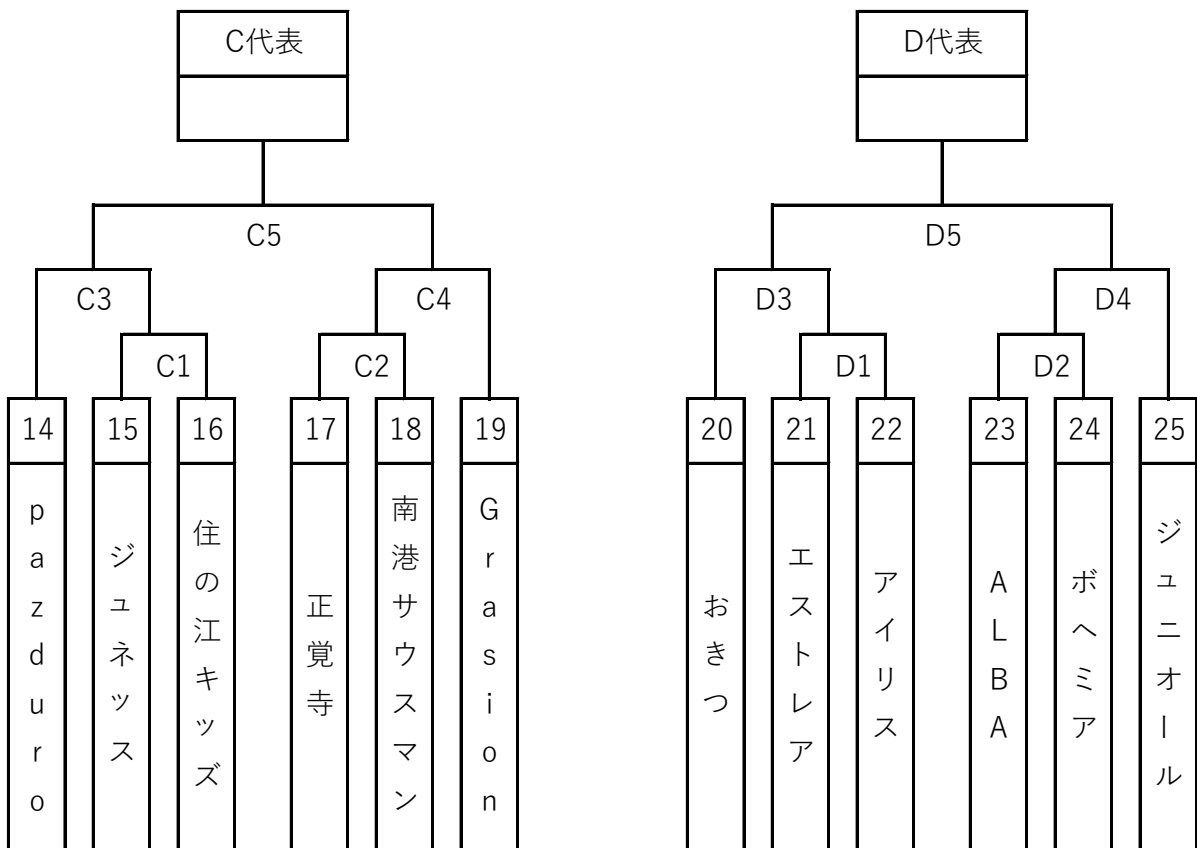 C代表
D代表
C5
D5
C3
C4
D3
D4
C1
C2
D1
D2
14
15
16
17
18
19
20
21
22
23
24
25
pazduro
ジュネッス
住の江キッズ
正覚寺
南港サウスマン
Grasion
おきつ
エストレア
アイリス
ALBA
ボヘミア
ジュニオール